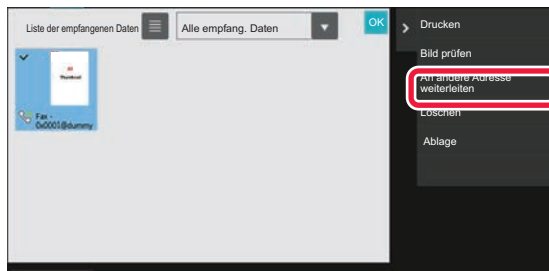 Liste der empfangenen Daten
Alle empfang. Daten
OK
Thumbnail
Fax -
0x0001@dummy
Drucken
Bild prüfen
An andere Adresse
weiterleiten
Löschen
Ablage